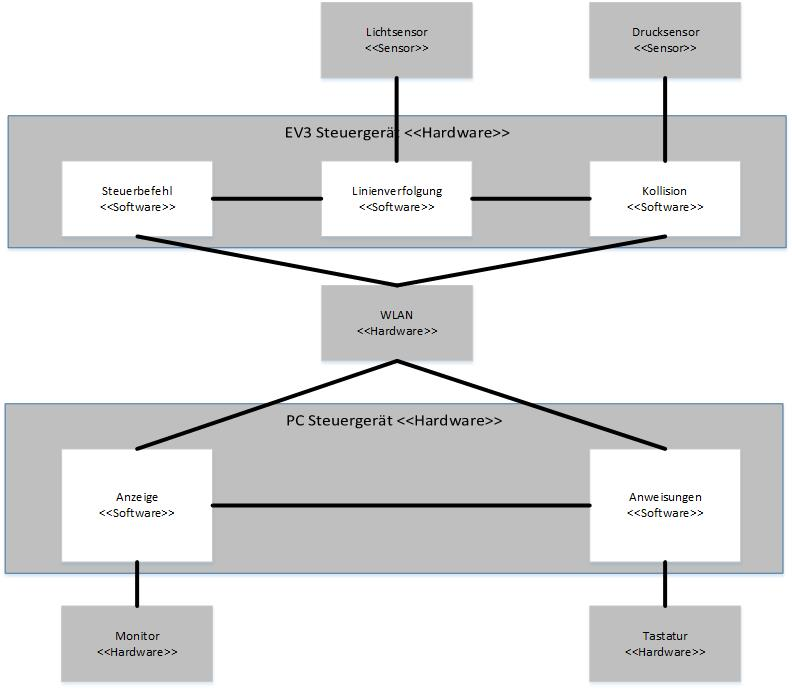 Lichtsensor
<<Sensor>>
Drucksensor
<<Sensor>>
EV3 Steuergerät <<Hardware>>
Steuerbefehl
<<Software>>
Linienverfolgung
<<Software>>
Kollision
<<Software>>
WLAN
<<Hardware>>
PC Steuergerät <<Hardware>>
Anzeige
<<Software>>
Anweisungen
<<Software>>
Monitor
<<Hardware>>
Tastatur
<<Hardware>>